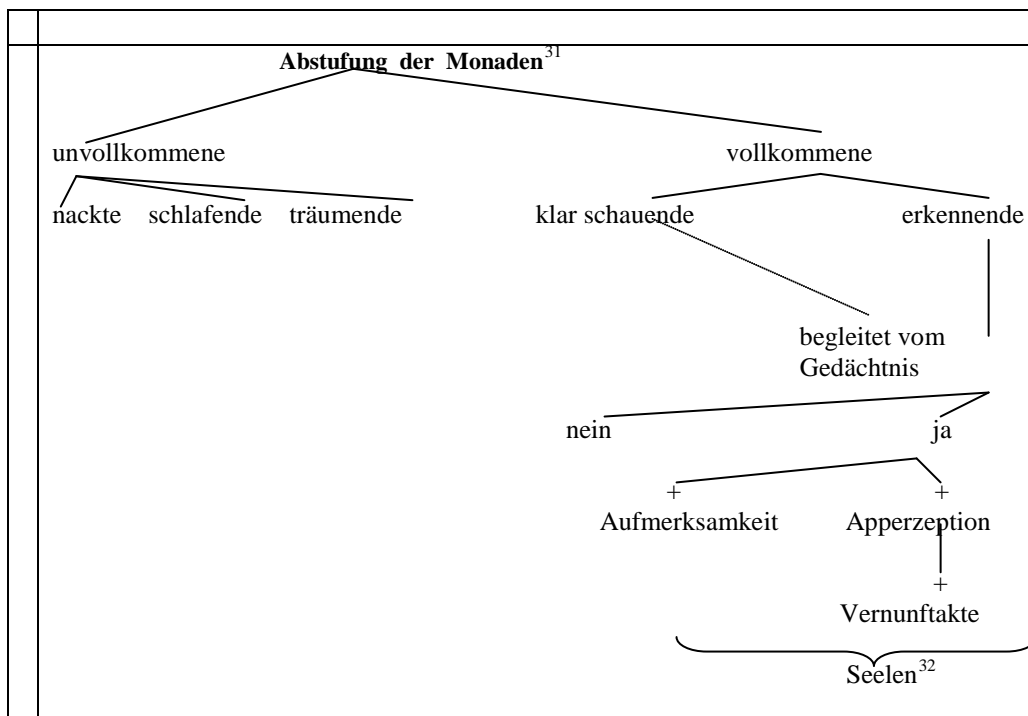 Abstufung der Monaden31
unvollkommene vollkommene
nackte schlafende träumende klar schauende erkennende
begleitet vom
Gedächtnis
nein ja
+ +
Aufmerksamkeit Apperzeption
+
Vernunftakte
Seelen32